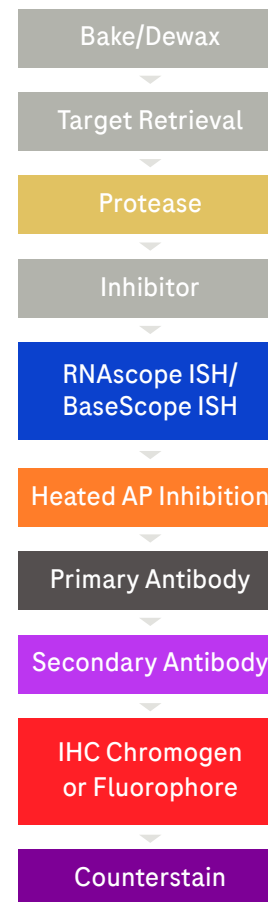 Bake/Dewax
Target Retrieval
Protease
Inhibitor
RNAscope ISH/
BaseScope ISH
Heated AP Inhibition
Primary Antibody
Secondary Antibody
IHC Chromogen
or Fluorophore
Counterstain